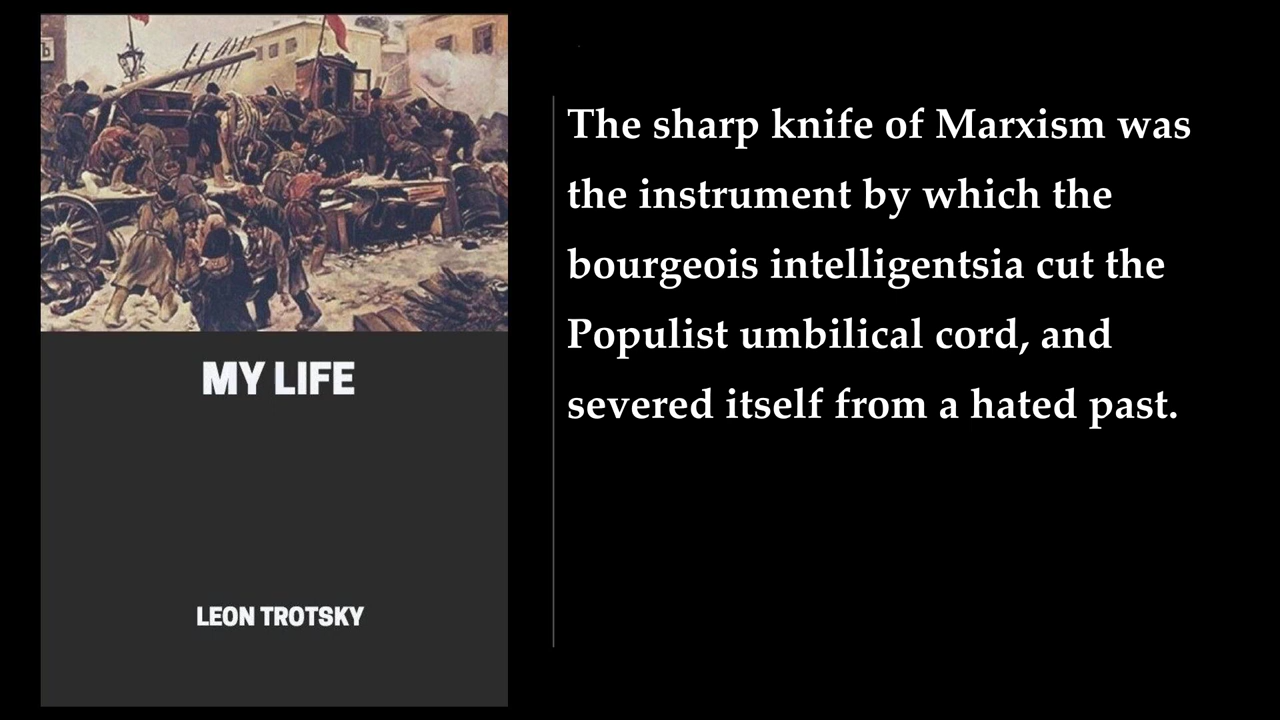 MY LIFE
LEON TROTSKY
The sharp knife of Marxism was
the instrument by which the
bourgeois intelligentsia cut the
Populist umbilical cord, and
severed itself from a hated past.